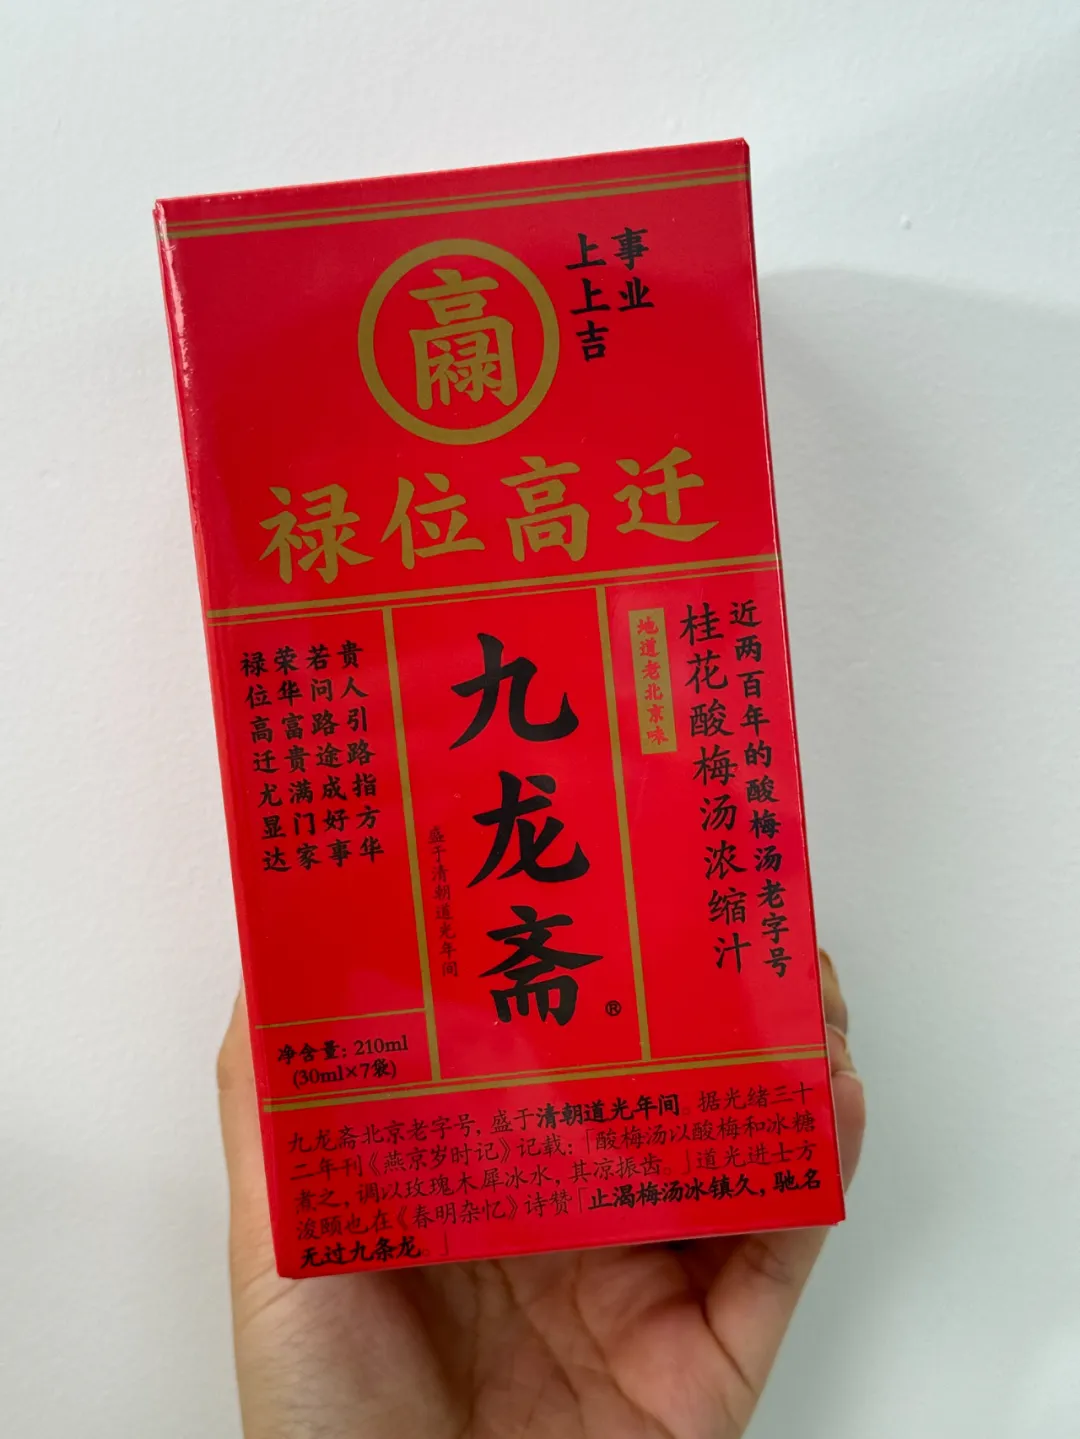 高禄
事业
上上吉
禄位高迁
近两百年的酸梅汤老字号
桂花酸梅汤浓缩汁
地道老北京味
九龙斋®
盛于清朝道光年间
贵人引路指方华
若问路途成好事
荣华富贵满门家
禄位高迁尤显达
净含量：210ml
(30ml×7袋)
九龙斋北京老字号，盛于清朝道光年间。据光绪三十
二年刊《燕京岁时记》记载：「酸梅汤以酸梅和冰糖
煮之，调以玫瑰木犀冰水，其凉振齿。」道光进士方
浚颐也在《春明杂忆》诗赞「止渴梅汤冰镇久，驰名
无过九条龙。」